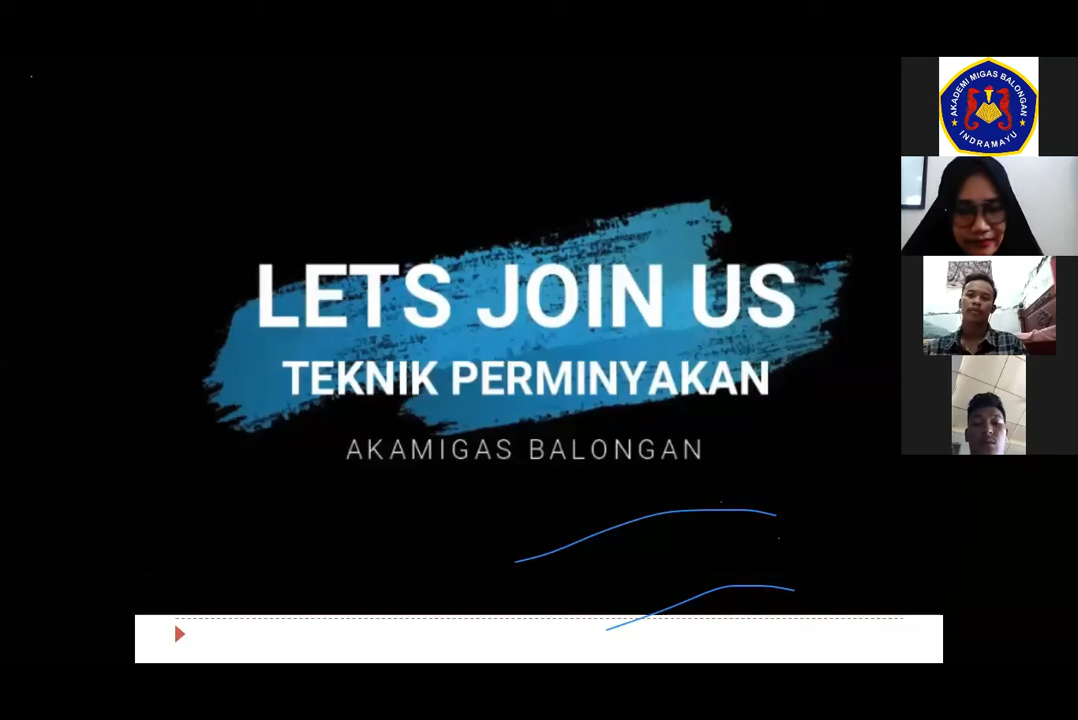 LETS JOIN US
TEKNIK PERMINYAKAN
AKAMIGAS BALONGAN
AKADEMI MIGAS BALONGAN
INDRAMAYU